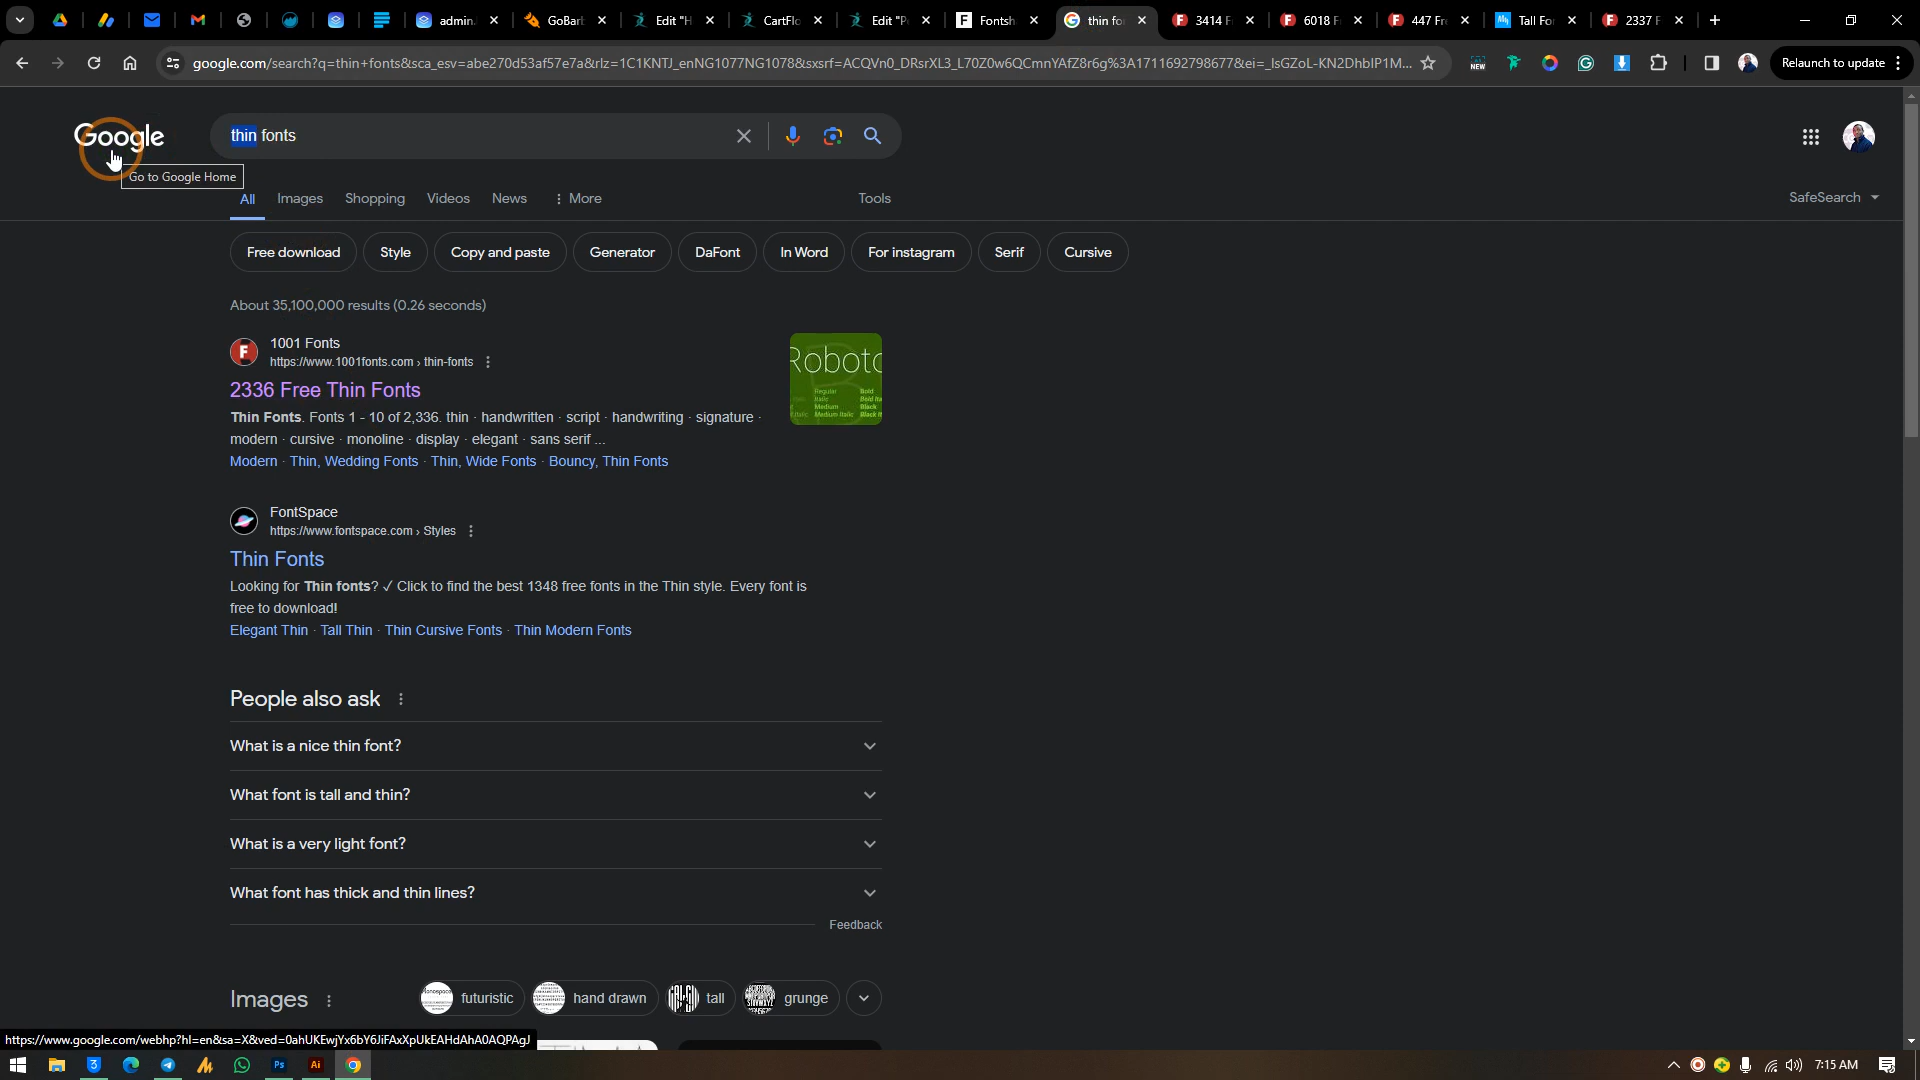 admin.
GoBarb
Edit "H
CartFlo
Edit "P
Fontsh
thin fo
3414 F
6018 F
447 Fre
Tall Fo
2337 F
google.com/search?q=thin+fonts&sca_esv=abe270d53af57e7a&rlz=1C1KNTJ_enNG1077NG1078&sxsrf=ACQVn0_DRsrXL3_L70Z0w6QCmnYAfZ8r6g%3A1711692798677&ei=_IsGZoL-KN2DhbIP1M...
NEW
Relaunch to update
Google
thin fonts
Go to Google Home
All
Images
Shopping
Videos
News
More
Tools
SafeSearch
Free download
Style
Copy and paste
Generator
DaFont
In Word
For instagram
Serif
Cursive
About 35,100,000 results (0.26 seconds)
1001 Fonts
https://www.1001fonts.com › thin-fonts
2336 Free Thin Fonts
Thin Fonts. Fonts 1 - 10 of 2,336. thin · handwritten · script · handwriting · signature ·
modern · cursive · monoline · display · elegant · sans serif ...
Modern · Thin, Wedding Fonts · Thin, Wide Fonts · Bouncy, Thin Fonts
Roboto
Regular Bold
Italic
Medium Black
FontSpace
https://www.fontspace.com › Styles
Thin Fonts
Looking for Thin fonts? ✓ Click to find the best 1348 free fonts in the Thin style. Every font is
free to download!
Elegant Thin · Tall Thin · Thin Cursive Fonts · Thin Modern Fonts
People also ask
What is a nice thin font?
What font is tall and thin?
What is a very light font?
What font has thick and thin lines?
Feedback
Images
futuristic
hand drawn
tall
grunge
https://www.google.com/webhp?hl=en&sa=X&ved=0ahUKEwjYx6bY6JiFAxXpUkEAHdAhA0AQPAgJ
7:15 AM